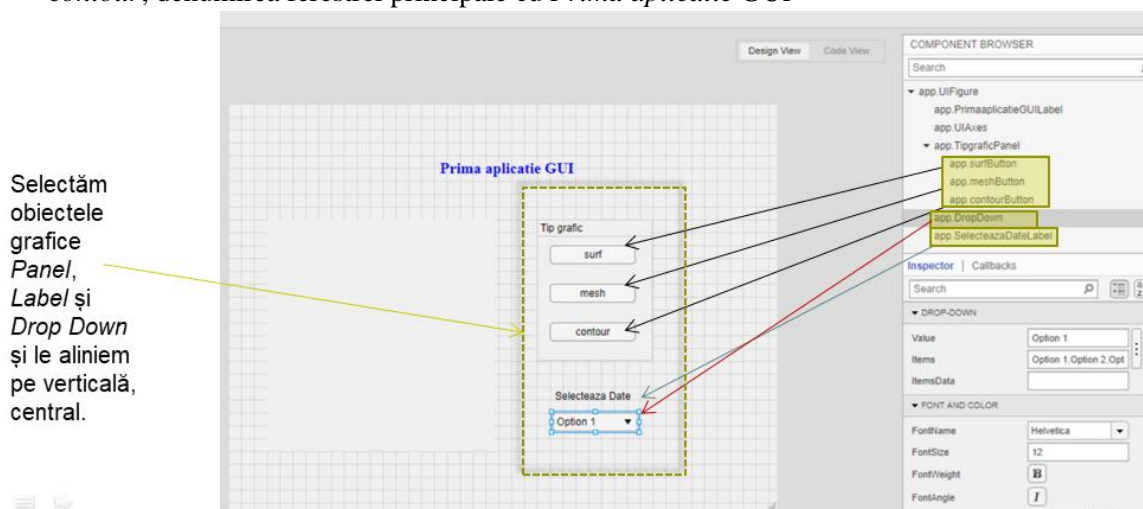 contour, denumirea ferestrei principale cu Prima aplicatie GUI
Selectăm
obiectele
grafice
Panel,
Label și
Drop Down
și le aliniem
pe verticală,
central.
Design View
Code View
Prima aplicatie GUI
Tip grafic
surf
mesh
contour
Selecteaza Date
Option 1
COMPONENT BROWSER
Search
app.UIFigure
app.PrimaaplicatieGUILabel
app.UIAxes
app.TipgraficPanel
app.surfButton
app.meshButton
app.contourButton
app.DropDown
app.SelecteazaDateLabel
Inspector | Callbacks
Search
DROP-DOWN
Value Option 1
Items Option 1,Option 2,Opt
ItemsData
FONT AND COLOR
FontName Helvetica
FontSize 12
FontWeight B
FontAngle I